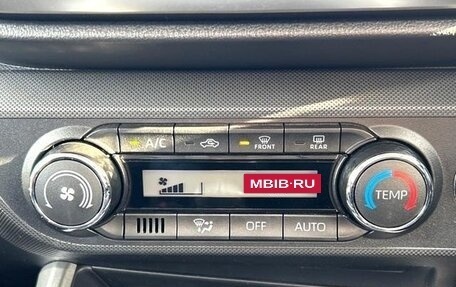 A/C
FRONT
REAR
MBIB·RU
TEMP
OFF
AUTO